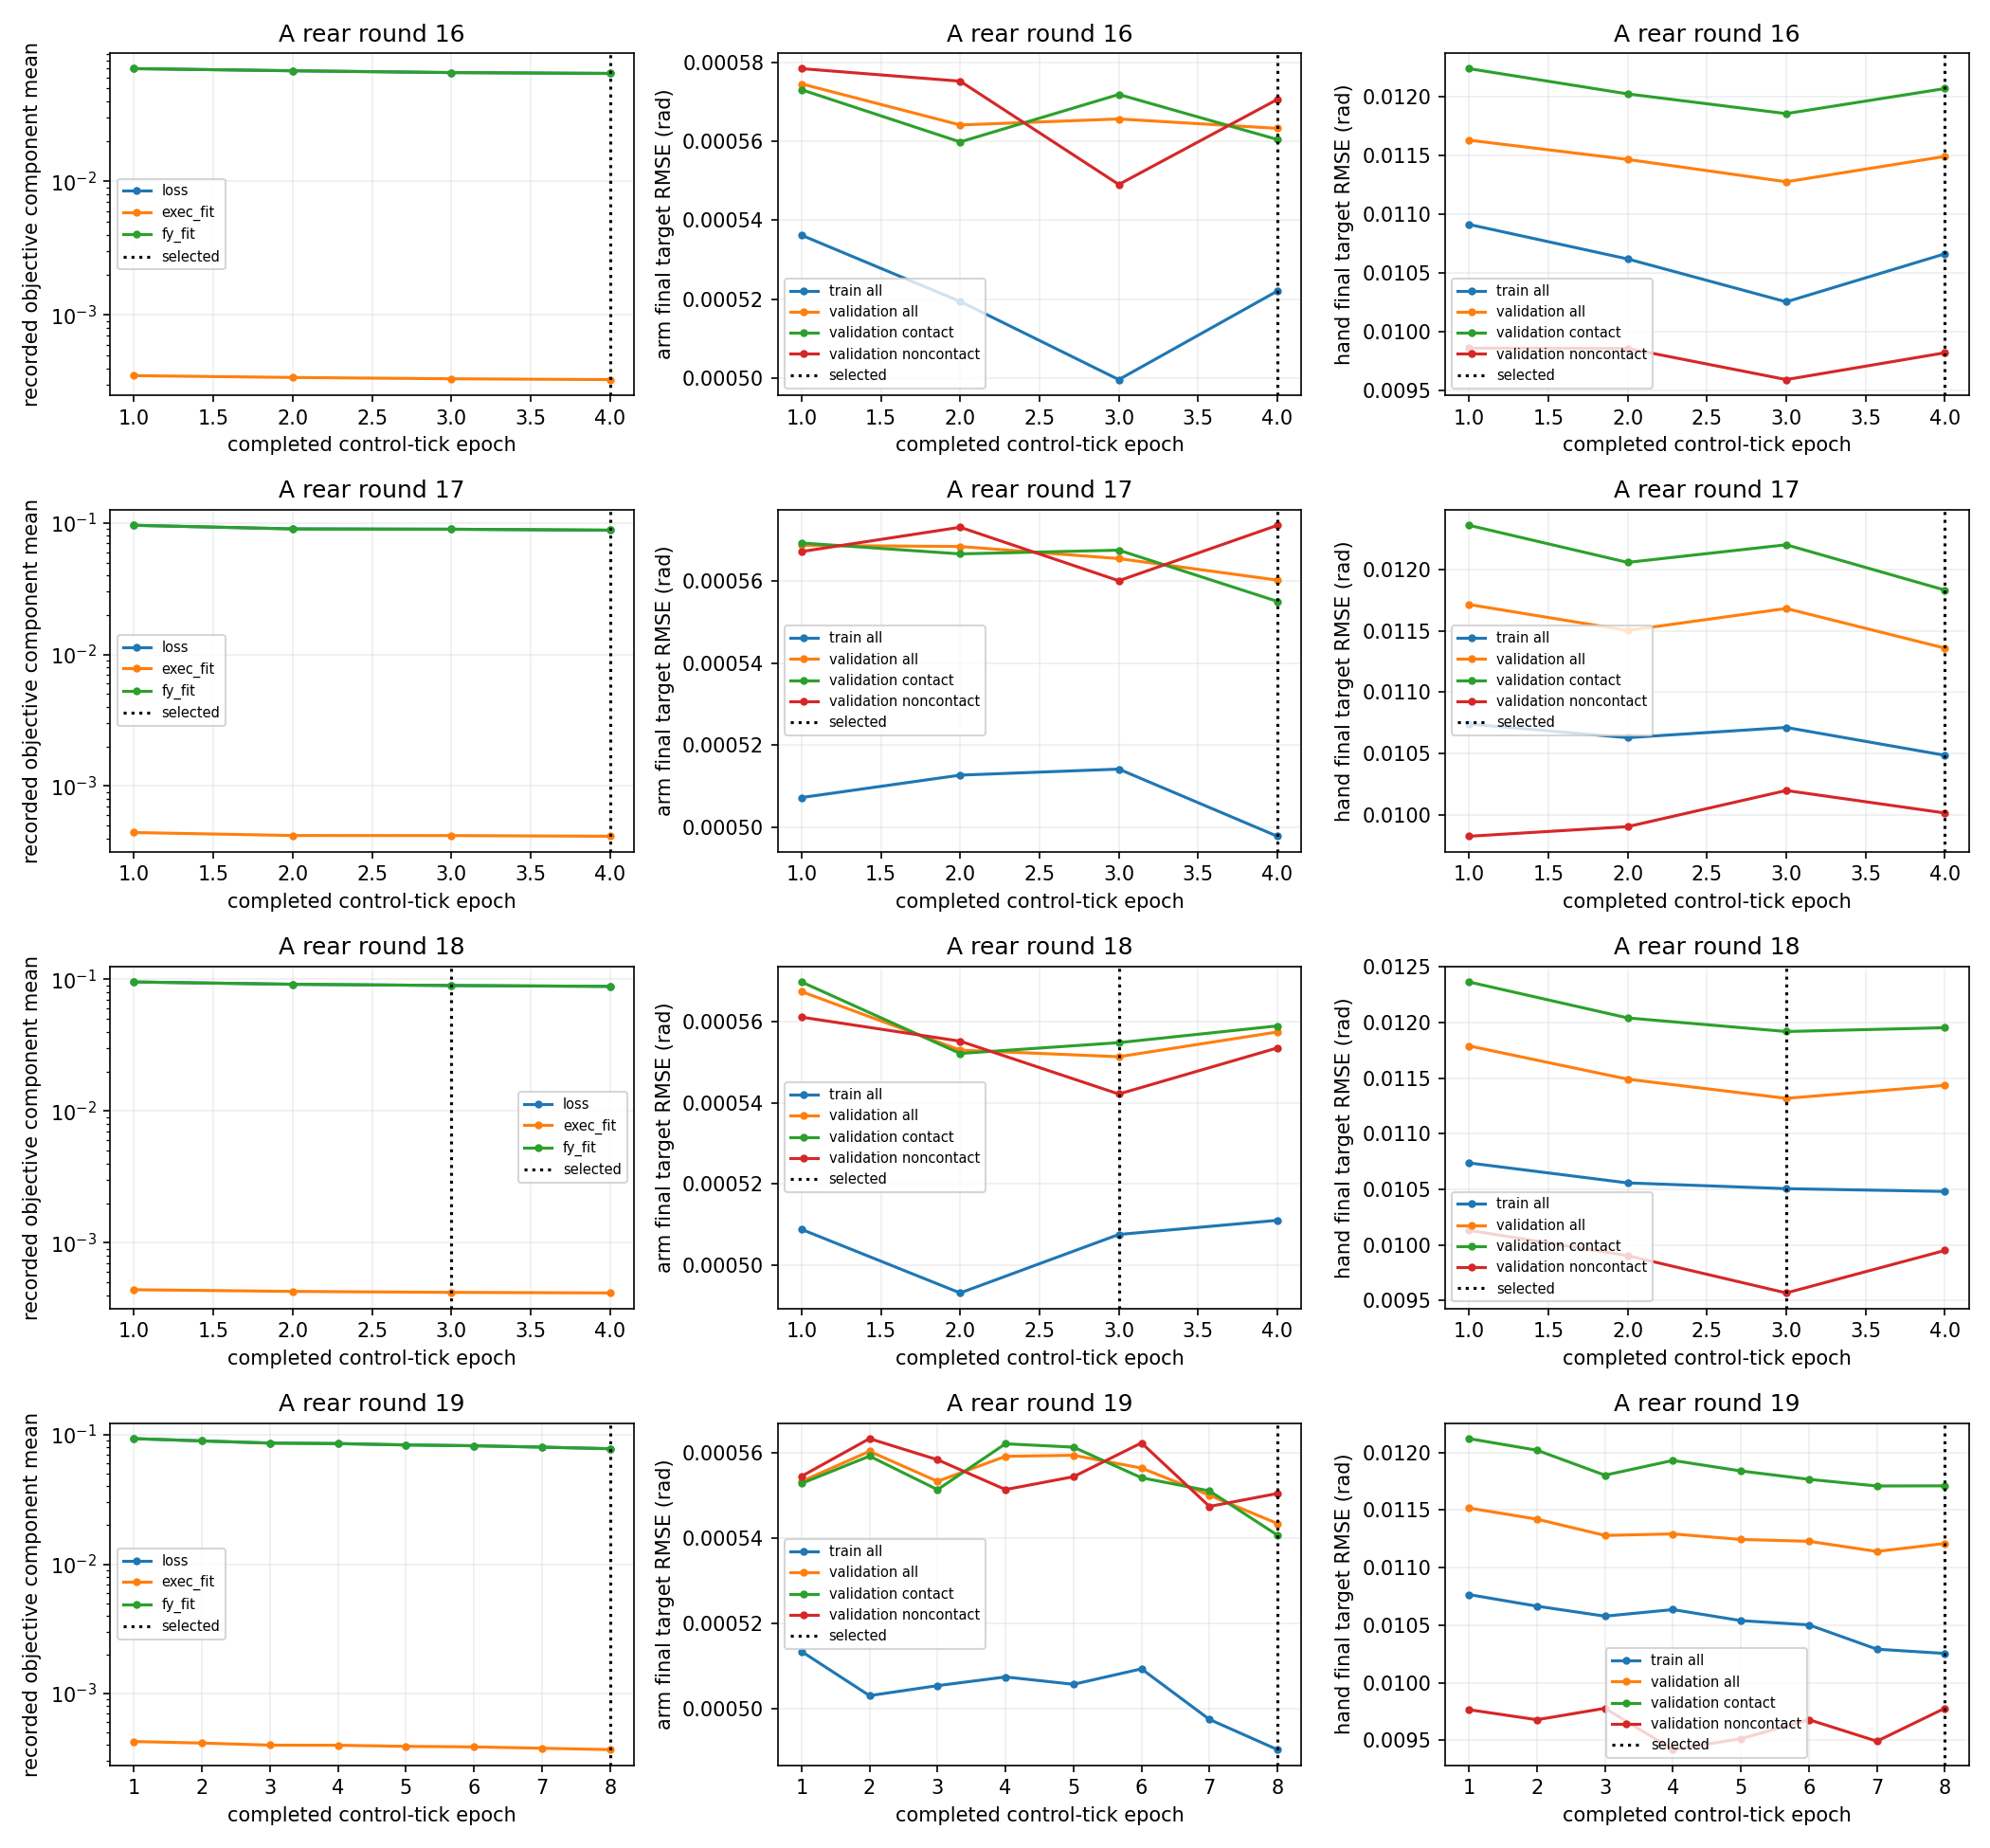 A rear round 16
recorded objective component mean
10⁻²
10⁻³
loss
exec_fit
fy_fit
selected
1.0 1.5 2.0 2.5 3.0 3.5 4.0
completed control-tick epoch
A rear round 16
arm final target RMSE (rad)
0.00058
0.00056
0.00054
0.00052
0.00050
train all
validation all
validation contact
validation noncontact
selected
1.0 1.5 2.0 2.5 3.0 3.5 4.0
completed control-tick epoch
A rear round 16
hand final target RMSE (rad)
0.0120
0.0115
0.0110
0.0105
0.0100
0.0095
train all
validation all
validation contact
validation noncontact
selected
1.0 1.5 2.0 2.5 3.0 3.5 4.0
completed control-tick epoch
A rear round 17
recorded objective component mean
10⁻¹
10⁻²
10⁻³
loss
exec_fit
fy_fit
selected
1.0 1.5 2.0 2.5 3.0 3.5 4.0
completed control-tick epoch
A rear round 17
arm final target RMSE (rad)
0.00056
0.00054
0.00052
0.00050
train all
validation all
validation contact
validation noncontact
selected
1.0 1.5 2.0 2.5 3.0 3.5 4.0
completed control-tick epoch
A rear round 17
hand final target RMSE (rad)
0.0120
0.0115
0.0110
0.0105
0.0100
train all
validation all
validation contact
validation noncontact
selected
1.0 1.5 2.0 2.5 3.0 3.5 4.0
completed control-tick epoch
A rear round 18
recorded objective component mean
10⁻¹
10⁻²
10⁻³
loss
exec_fit
fy_fit
selected
1.0 1.5 2.0 2.5 3.0 3.5 4.0
completed control-tick epoch
A rear round 18
arm final target RMSE (rad)
0.00056
0.00054
0.00052
0.00050
train all
validation all
validation contact
validation noncontact
selected
1.0 1.5 2.0 2.5 3.0 3.5 4.0
completed control-tick epoch
A rear round 18
hand final target RMSE (rad)
0.0125
0.0120
0.0115
0.0110
0.0105
0.0100
0.0095
train all
validation all
validation contact
validation noncontact
selected
1.0 1.5 2.0 2.5 3.0 3.5 4.0
completed control-tick epoch
A rear round 19
recorded objective component mean
10⁻¹
10⁻²
10⁻³
loss
exec_fit
fy_fit
selected
1 2 3 4 5 6 7 8
completed control-tick epoch
A rear round 19
arm final target RMSE (rad)
0.00056
0.00054
0.00052
0.00050
train all
validation all
validation contact
validation noncontact
selected
1 2 3 4 5 6 7 8
completed control-tick epoch
A rear round 19
hand final target RMSE (rad)
0.0120
0.0115
0.0110
0.0105
0.0100
0.0095
train all
validation all
validation contact
validation noncontact
selected
1 2 3 4 5 6 7 8
completed control-tick epoch